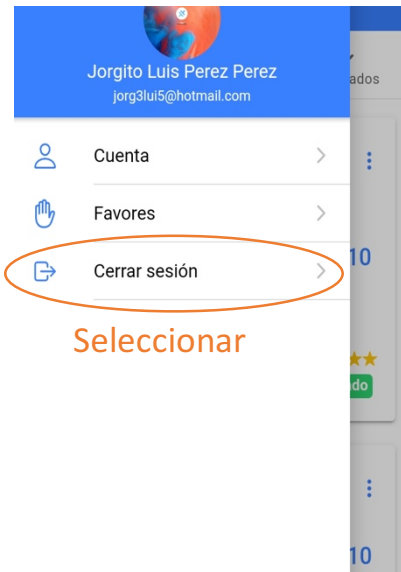 Jorgito Luis Perez Perez
jorg3lui5@hotmail.com
ados
Cuenta
Favores
10
Cerrar sesión
Seleccionar
do
10